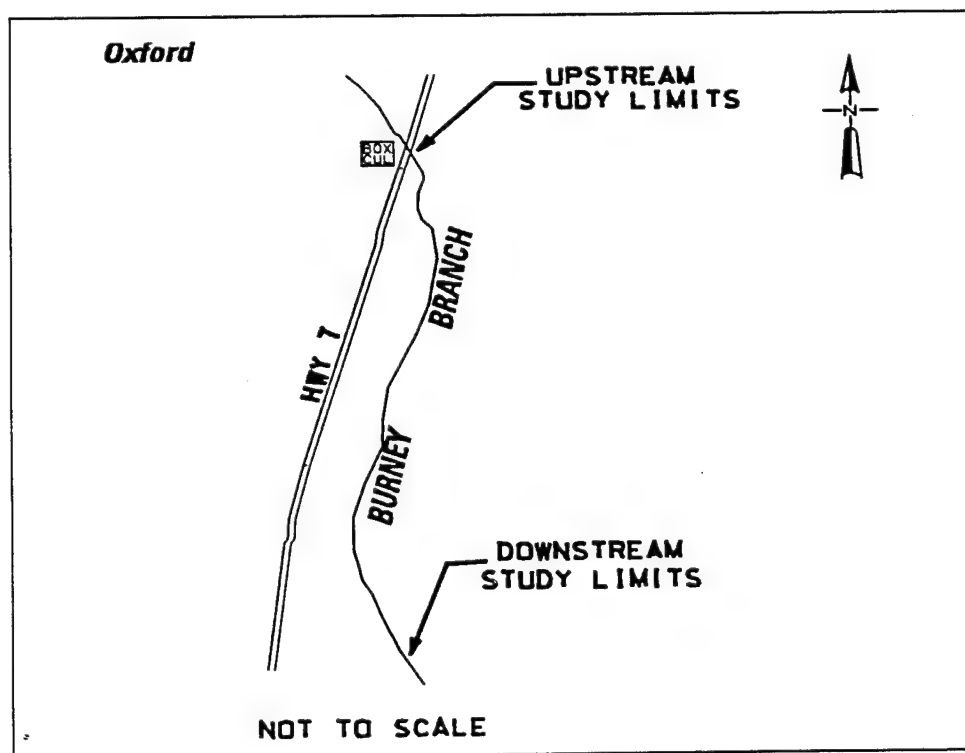 Oxford
UPSTREAM
STUDY LIMITS
N
BOX
CUL
HWY 7
BRANCH
BURNEY
DOWNSTREAM
STUDY LIMITS
NOT TO SCALE